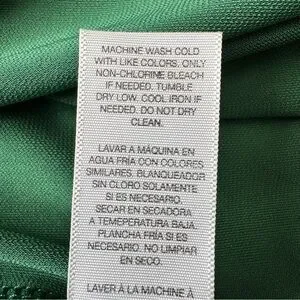 MACHINE WASH COLD
WITH LIKE COLORS. ONLY
NON-CHLORINE BLEACH
IF NEEDED. TUMBLE
DRY LOW. COOL IRON IF
NEEDED. DO NOT DRY
CLEAN.
LAVAR A MÁQUINA EN
AGUA FRÍA CON COLORES
SIMILARES. BLANQUEADOR
SIN CLORO SOLAMENTE
SI ES NECESARIO.
SECAR EN SECADORA
A TEMEPERATURA BAJA.
PLANCHA FRÍA SI ES
NECESARIO. NO LIMPIAR
EN SECO.
LAVER À LA MACHINE À